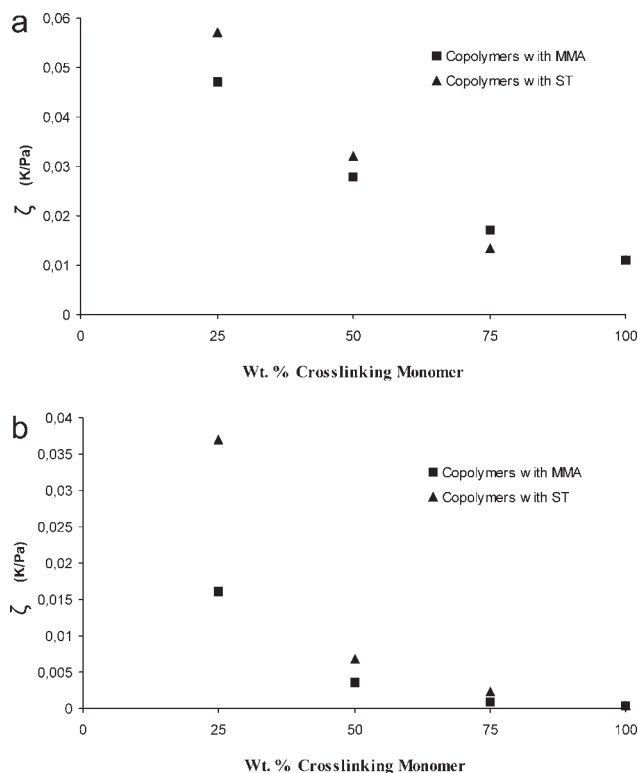 a
0,06
Copolymers with MMA
Copolymers with ST
0,05
0,04
0,03
0,02
0,01
0
ζ (K/Pa)
0 25 50 75 100
Wt. % Crosslinking Monomer
b
0,04
0,035
0,03
0,025
0,02
0,015
0,01
0,005
0
Copolymers with MMA
Copolymers with ST
ζ (K/Pa)
0 25 50 75 100
Wt. % Crosslinking Monomer